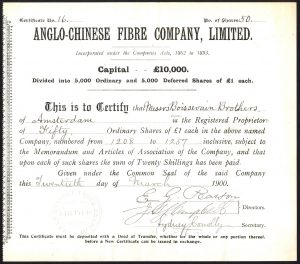 Certificate No. 16. No. of Shares 50.
ANGLO-CHINESE FIBRE COMPANY, LIMITED.
Incorporated under the Companies Acts, 1862 to 1893.
Capital £10,000.
Divided into 5,000 Ordinary and 5,000 Deferred Shares of £1 each.
This is to Certify that Messrs Boissevain Brothers
of Amsterdam is the Registered Proprietor
of Fifty Ordinary Shares of £1 each in the above named
Company, numbered from 1208 to 1257 inclusive, subject to
the Memorandum and Articles of Association of the Company, and that
upon each of such shares the sum of Twenty Shillings has been paid.
Given under the Common Seal of the said Company
this Twentieth day of March 1900.
E. G. Pearson
Directors.
Sydney
Secretary.
This Certificate must be deposited with a Deed of Transfer, whether for the whole or any portion thereof,
before a New Certificate can be issued in exchange.